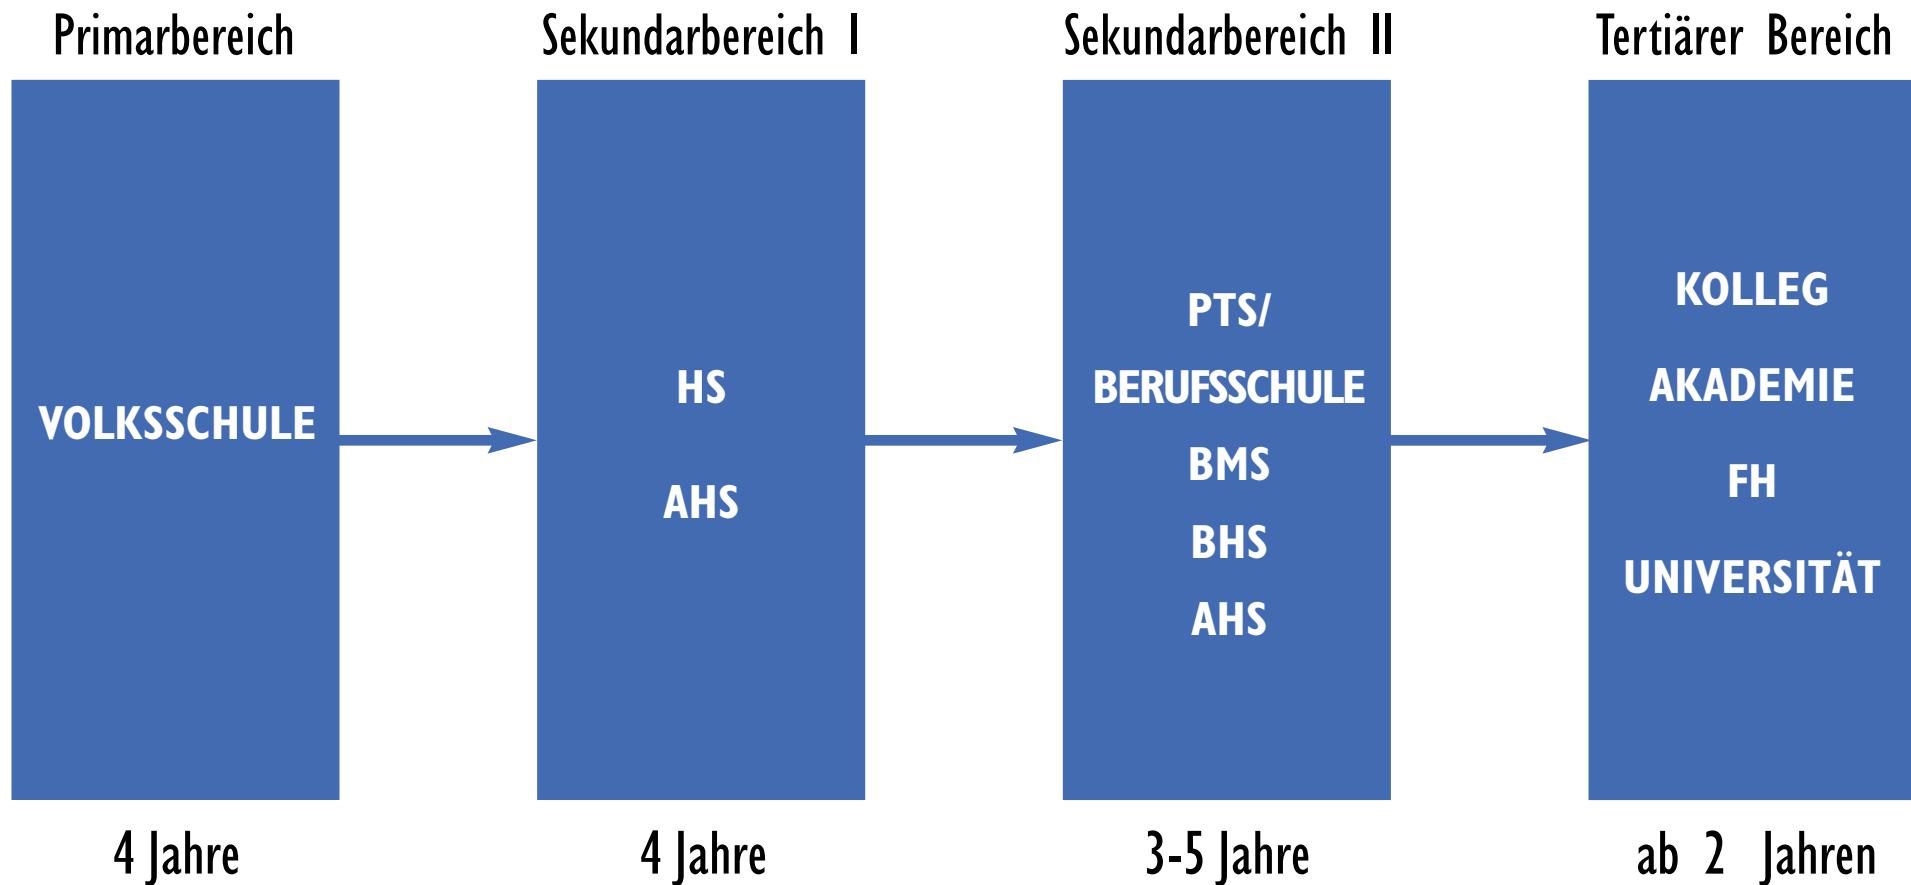 Primarbereich
Sekundarbereich I
Sekundarbereich II
Tertiärer Bereich
VOLKSSCHULE
HS
AHS
PTS/
BERUFSSCHULE
BMS
BHS
AHS
KOLLEG
AKADEMIE
FH
UNIVERSITÄT
4 Jahre
4 Jahre
3-5 Jahre
ab 2 Jahren